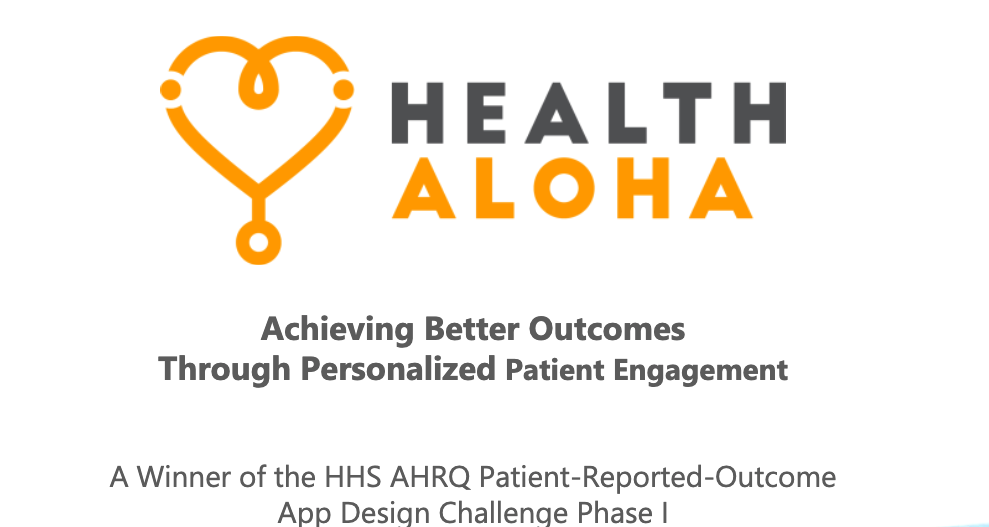 HEALTH
ALOHA
Achieving Better Outcomes
Through Personalized Patient Engagement
A Winner of the HHS AHRQ Patient-Reported-Outcome
App Design Challenge Phase I